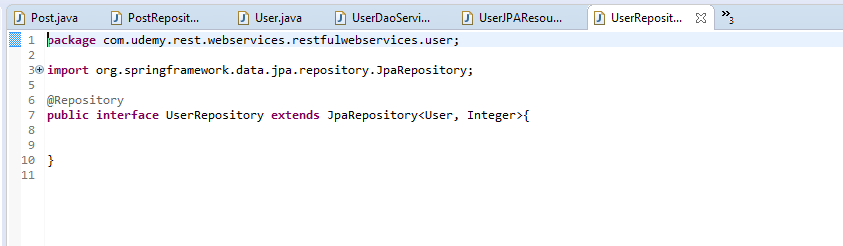 Post.java PostReposit... User.java UserDaoServi... UserJPAResou... UserReposit... »3
1 package com.udemy.rest.webservices.restfulwebservices.user;
2
3 import org.springframework.data.jpa.repository.JpaRepository;
5
6 @Repository
7 public interface UserRepository extends JpaRepository<User, Integer>{
8
9
10 }
11